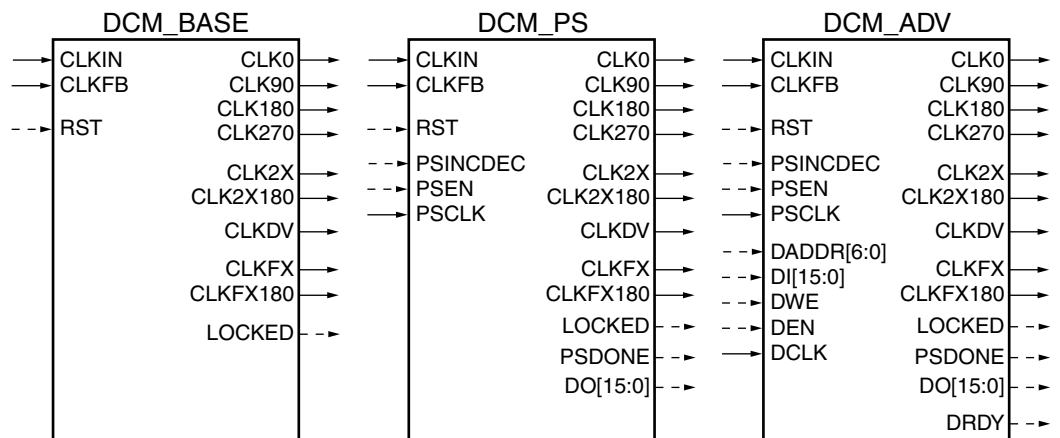 DCM_BASE
CLKIN
CLKFB
RST
CLK0
CLK90
CLK180
CLK270
CLK2X
CLK2X180
CLKDV
CLKFX
CLKFX180
LOCKED
DCM_PS
CLKIN
CLKFB
RST
PSINCDEC
PSEN
PSCLK
CLK0
CLK90
CLK180
CLK270
CLK2X
CLK2X180
CLKDV
CLKFX
CLKFX180
LOCKED
PSDONE
DO[15:0]
DCM_ADV
CLKIN
CLKFB
RST
PSINCDEC
PSEN
PSCLK
DADDR[6:0]
DI[15:0]
DWE
DEN
DCLK
CLK0
CLK90
CLK180
CLK270
CLK2X
CLK2X180
CLKDV
CLKFX
CLKFX180
LOCKED
PSDONE
DO[15:0]
DRDY